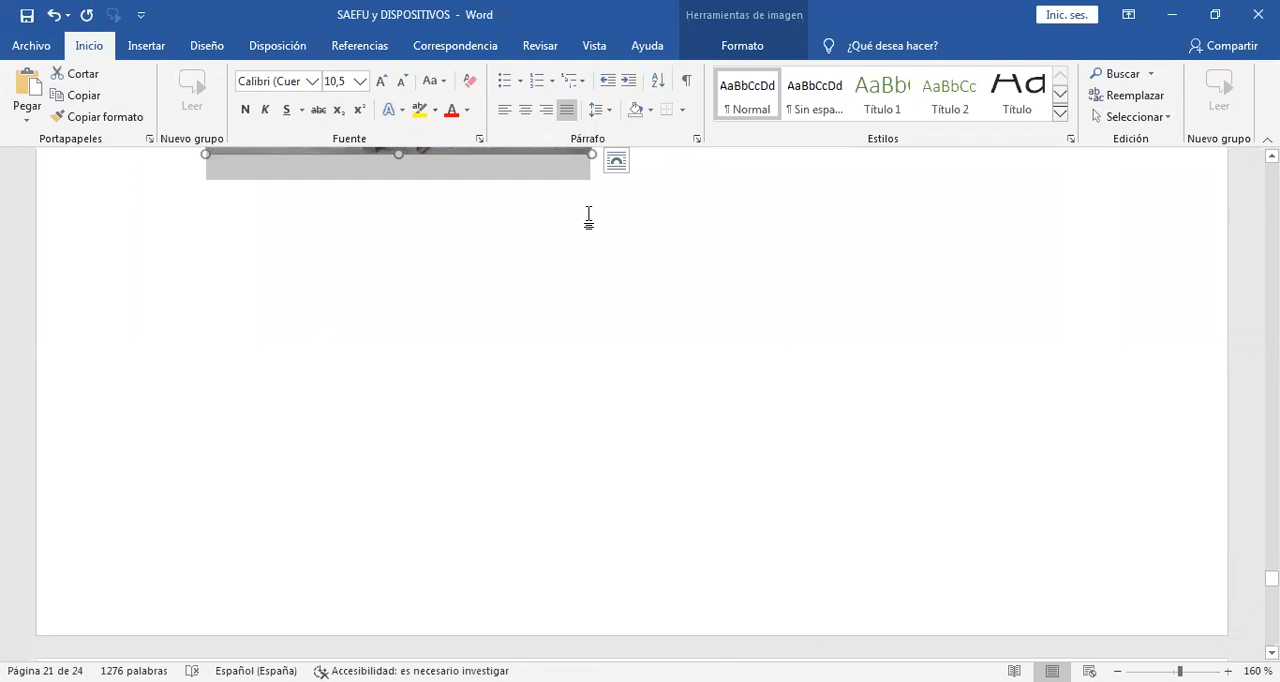 SAEFU y DISPOSITIVOS - Word
Herramientas de imagen
Inic. ses.
Archivo Inicio Insertar Diseño Disposición Referencias Correspondencia Revisar Vista Ayuda Formato ¿Qué desea hacer? Compartir
Pegar
Cortar
Copiar
Copiar formato
Portapapeles
Leer
Nuevo grupo
Calibri (Cuer 10,5
Aa
N K S abc x₂ x² A A
Fuente
Párrafo
AaBbCcDd AaBbCcDd AaBb( AaBbCc Ad
¶ Normal ¶ Sin espa... Título 1 Título 2 Título
Estilos
Buscar
Reemplazar
Seleccionar
Edición
Leer
Nuevo grupo
Página 21 de 24 1276 palabras Español (España) Accesibilidad: es necesario investigar 160 %